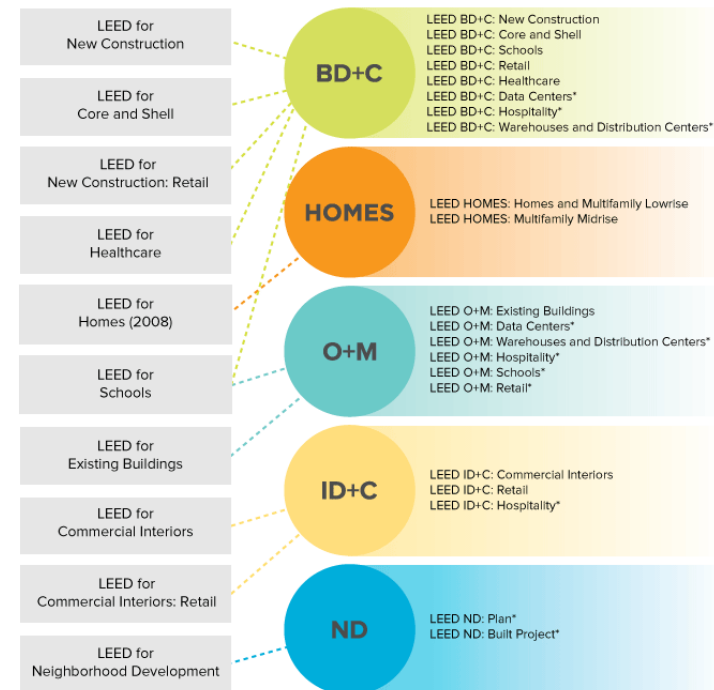 LEED for
New Construction
LEED for
Core and Shell
LEED for
New Construction: Retail
LEED for
Healthcare
LEED for
Homes (2008)
LEED for
Schools
LEED for
Existing Buildings
LEED for
Commercial Interiors
LEED for
Commercial Interiors: Retail
LEED for
Neighborhood Development
BD+C
LEED BD+C: New Construction
LEED BD+C: Core and Shell
LEED BD+C: Schools
LEED BD+C: Retail
LEED BD+C: Healthcare
LEED BD+C: Data Centers*
LEED BD+C: Hospitality*
LEED BD+C: Warehouses and Distribution Centers*
HOMES
LEED HOMES: Homes and Multifamily Lowrise
LEED HOMES: Multifamily Midrise
O+M
LEED O+M: Existing Buildings
LEED O+M: Data Centers*
LEED O+M: Warehouses and Distribution Centers*
LEED O+M: Hospitality*
LEED O+M: Schools*
LEED O+M: Retail*
ID+C
LEED ID+C: Commercial Interiors
LEED ID+C: Retail
LEED ID+C: Hospitality*
ND
LEED ND: Plan*
LEED ND: Built Project*